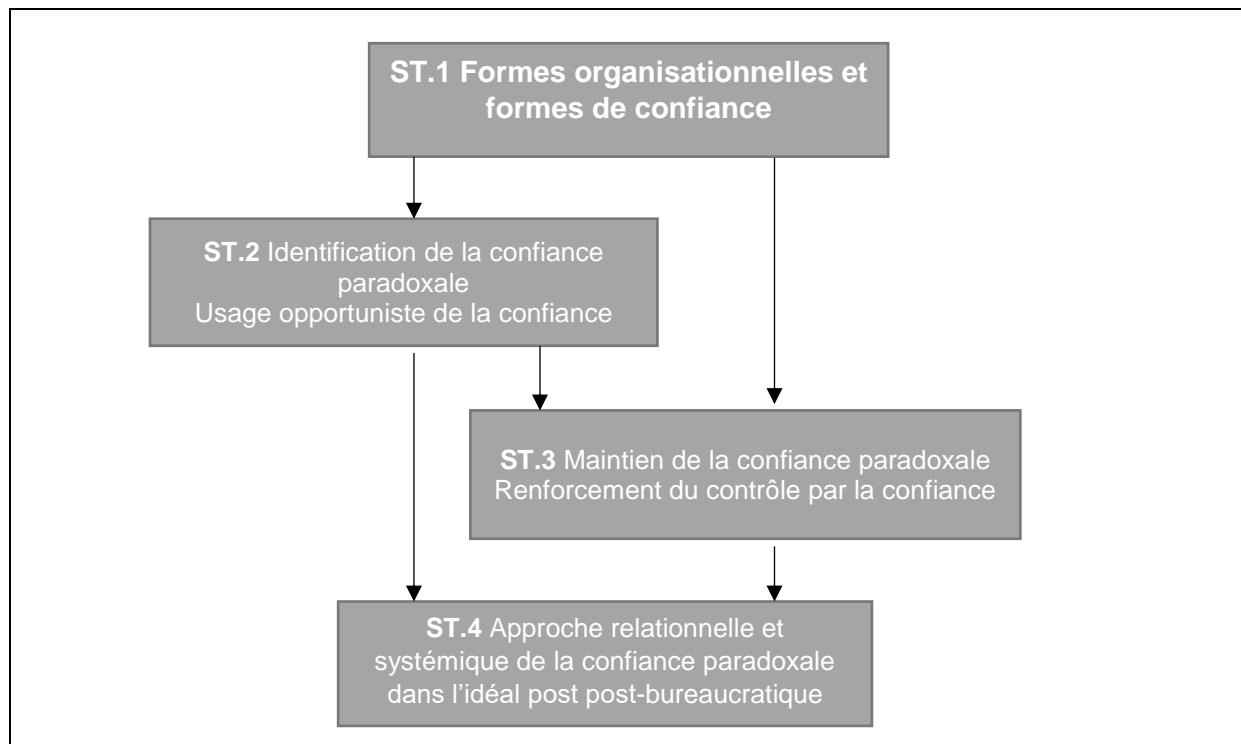 ST.1 Formes organisationnelles et
formes de confiance
ST.2 Identification de la confiance
paradoxale
Usage opportuniste de la confiance
ST.3 Maintien de la confiance paradoxale
Renforcement du contrôle par la confiance
ST.4 Approche relationnelle et
systémique de la confiance paradoxale
dans l’idéal post post-bureaucratique